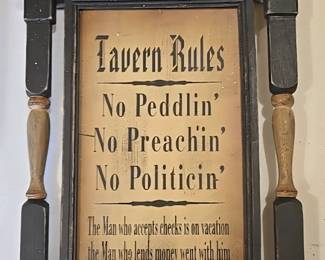 Tavern Rules
No Peddlin'
No Preachin'
No Politicin'
The Man who accepts checks is on vacation
the Man who lends money went with him